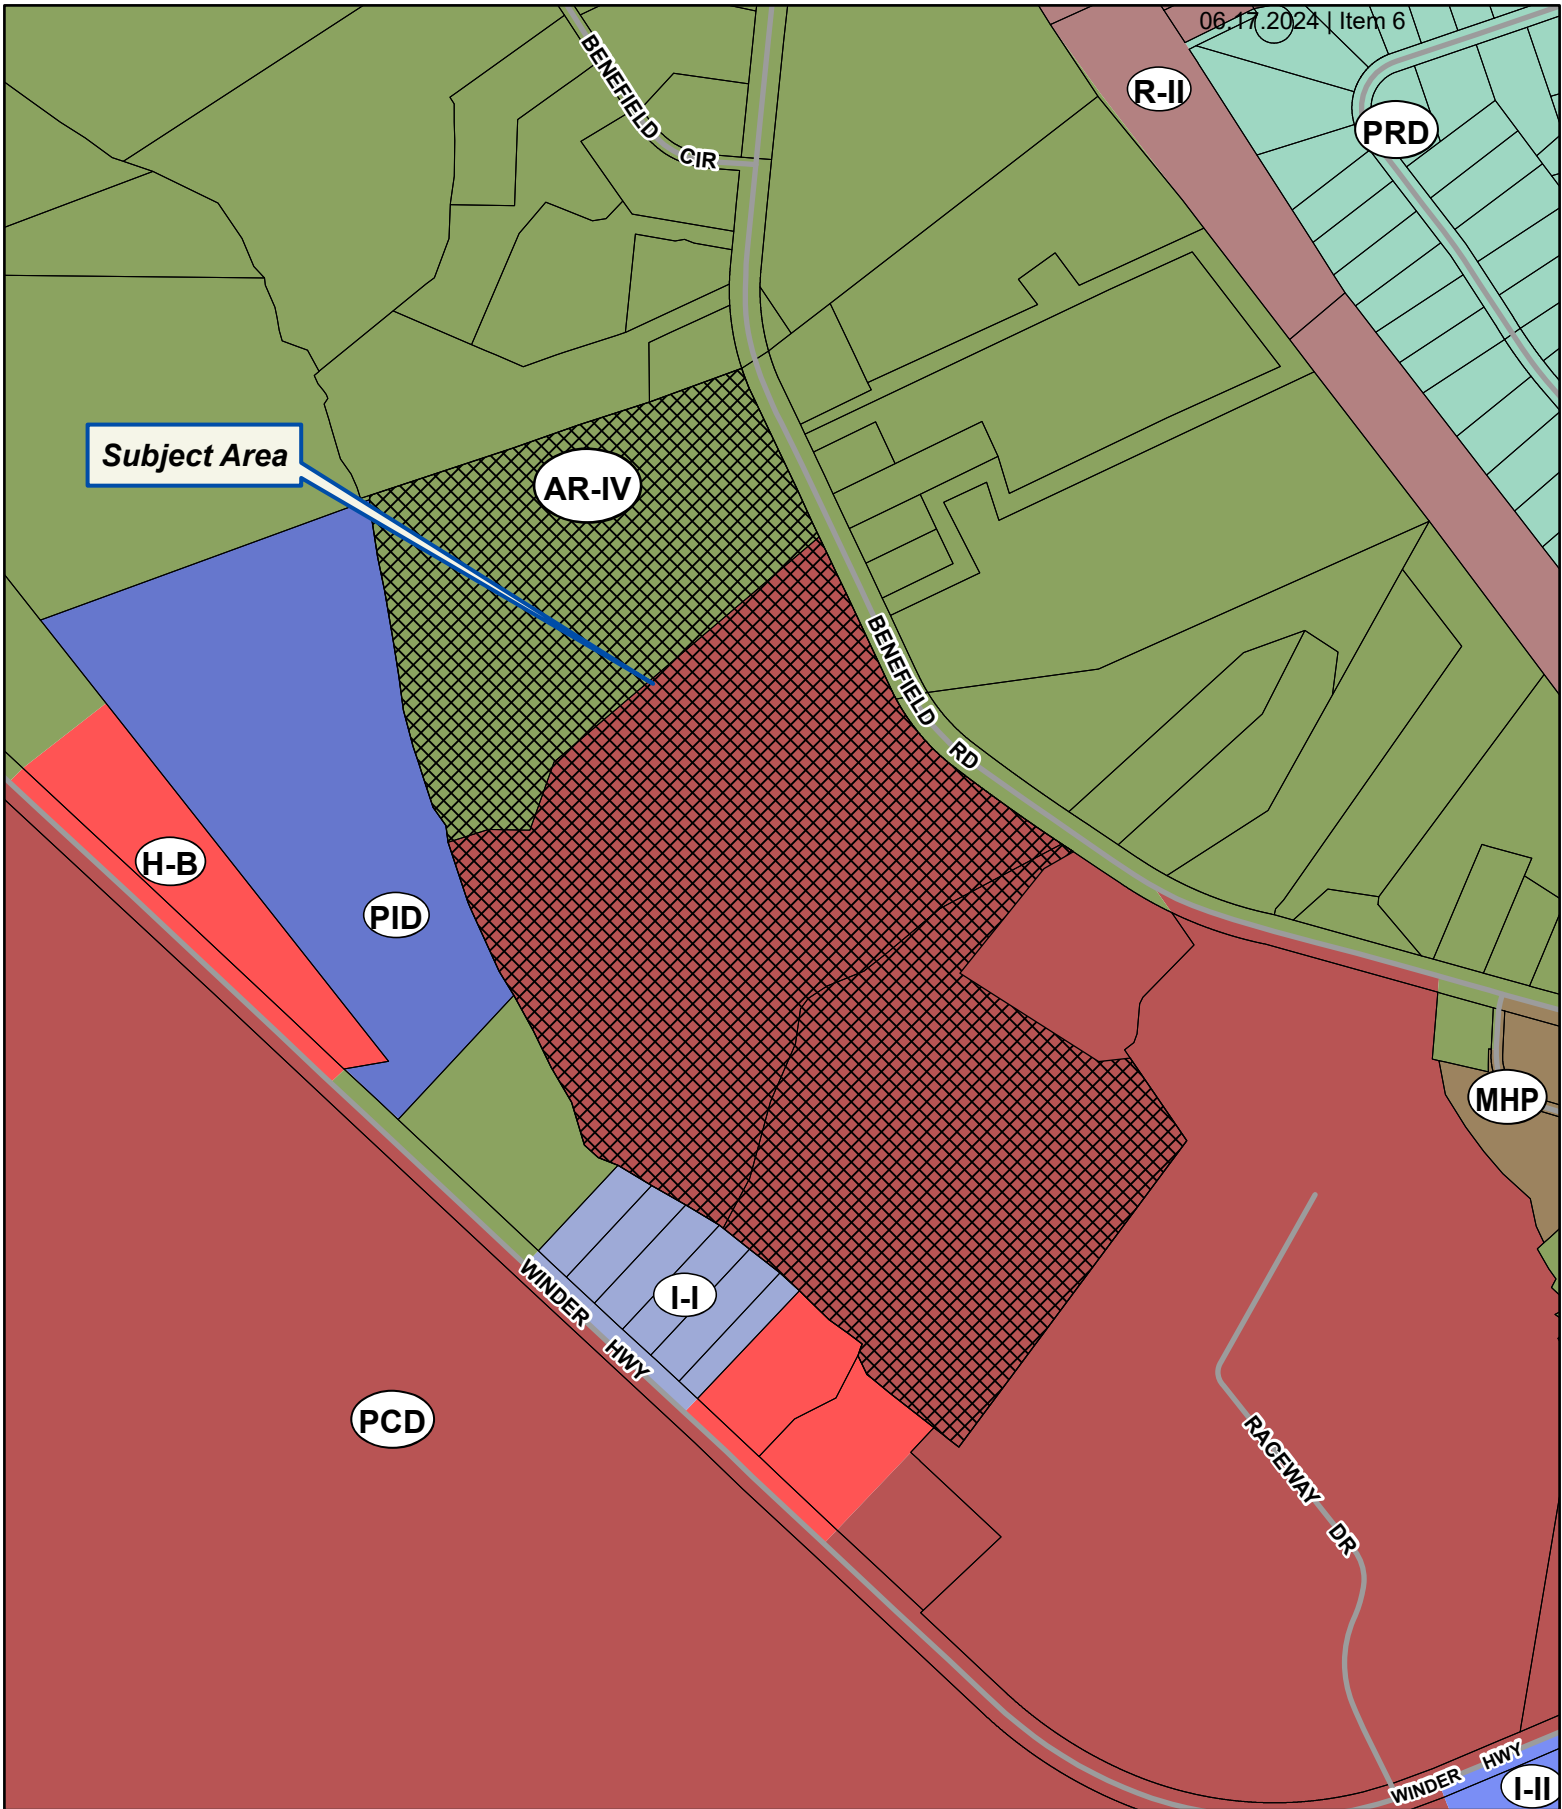 06.17.2024 | Item 6
BENEFIELD
CIR
R-II
PRD
Subject Area
AR-IV
BENEFIELD
RD
H-B
PID
MHP
I-I
WINDER
HWY
PCD
RACEWAY
DR
WINDER
HWY
I-II